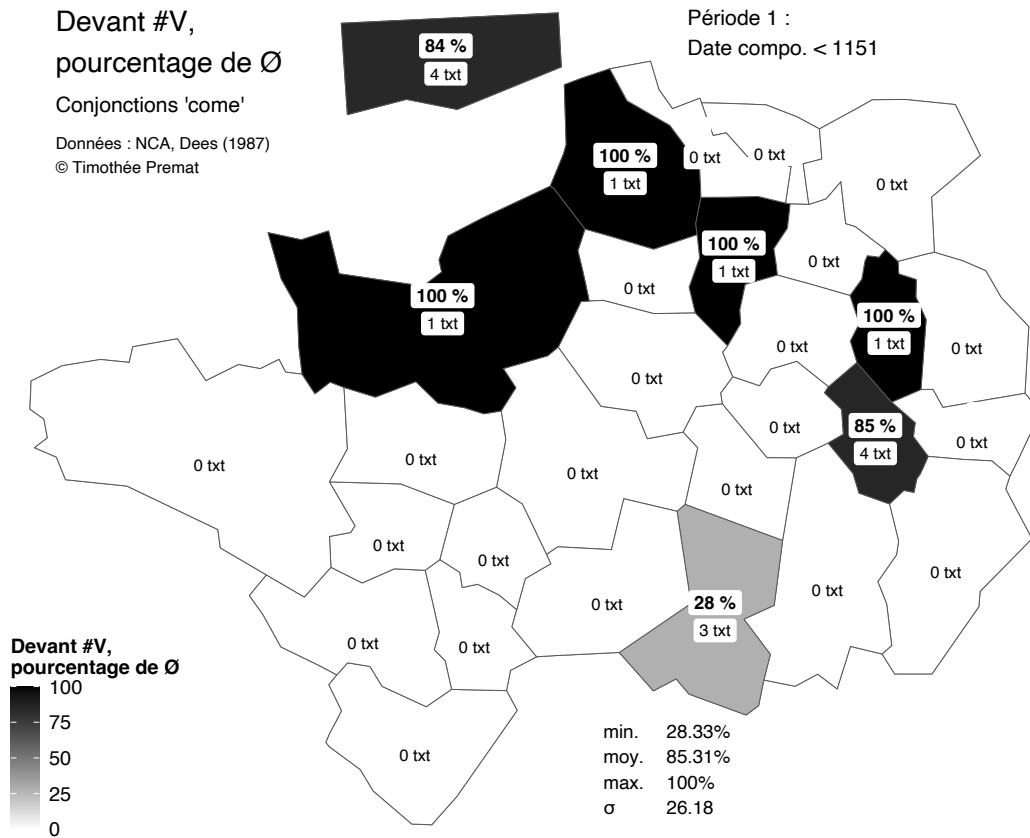 Devant #V,
pourcentage de Ø
Conjonctions 'come'
Données : NCA, Dees (1987)
© Timothée Premat
Période 1 :
Date compo. < 1151
84 %
4 txt
100 %
1 txt
0 txt
0 txt
0 txt
100 %
1 txt
0 txt
0 txt
100 %
1 txt
100 %
1 txt
0 txt
0 txt
0 txt
0 txt
85 %
4 txt
0 txt
0 txt
0 txt
0 txt
0 txt
0 txt
0 txt
0 txt
0 txt
0 txt
0 txt
28 %
3 txt
0 txt
0 txt
0 txt
Devant #V,
pourcentage de Ø
100
75
50
25
0
min. 28.33%
moy. 85.31%
max. 100%
σ 26.18